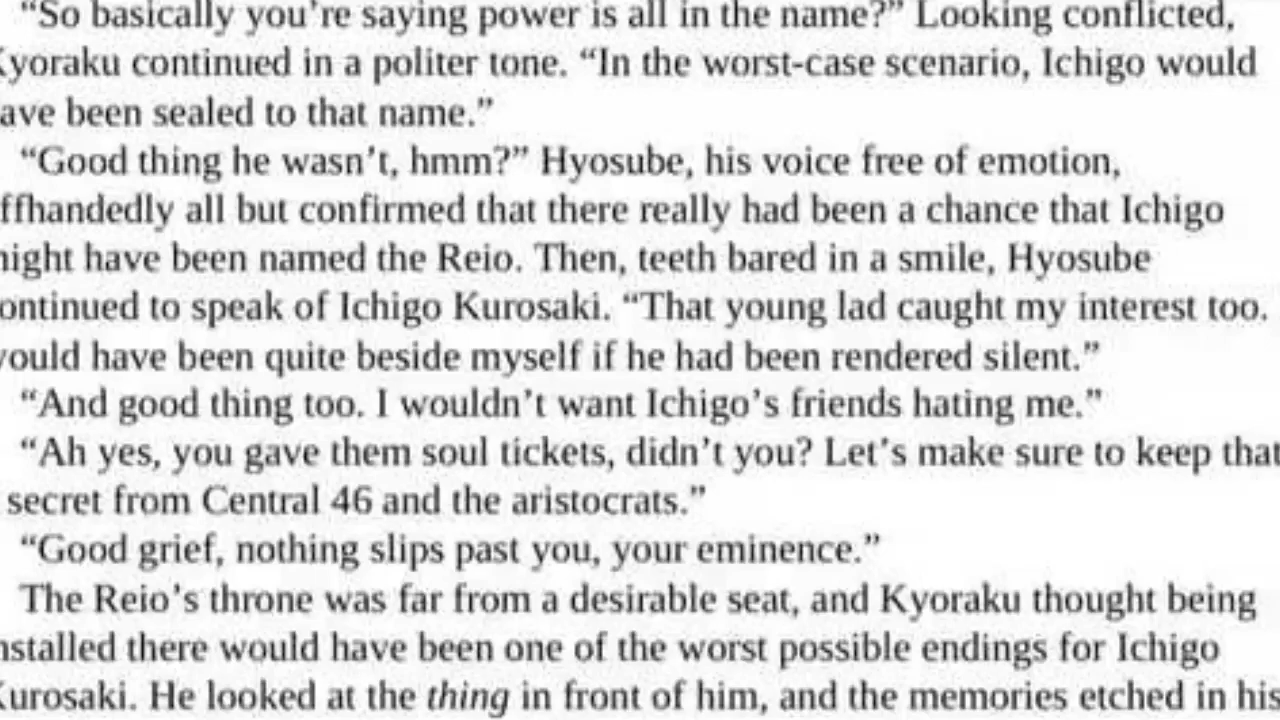 “So basically you’re saying power is all in the name?” Looking conflicted,
Kyoraku continued in a politer tone. “In the worst-case scenario, Ichigo would
ave been sealed to that name.”
“Good thing he wasn’t, hmm?” Hyosube, his voice free of emotion,
ffhandedly all but confirmed that there really had been a chance that Ichigo
might have been named the Reio. Then, teeth bared in a smile, Hyosube
ontinued to speak of Ichigo Kurosaki. “That young lad caught my interest too.
would have been quite beside myself if he had been rendered silent.”
“And good thing too. I wouldn’t want Ichigo’s friends hating me.”
“Ah yes, you gave them soul tickets, didn’t you? Let’s make sure to keep that
secret from Central 46 and the aristocrats.”
“Good grief, nothing slips past you, your eminence.”
The Reio’s throne was far from a desirable seat, and Kyoraku thought being
nstalled there would have been one of the worst possible endings for Ichigo
Kurosaki. He looked at the thing in front of him, and the memories etched in his